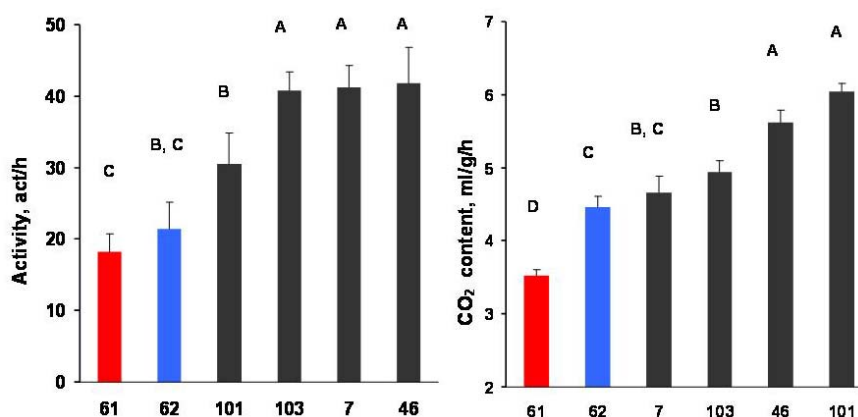 Activity, act/h
50
40
30
20
10
0
C
B, C
B
A
A
A
61 62 101 103 7 46
CO₂ content, ml/g/h
7
6
5
4
3
2
D
C
B, C
B
A
A
61 62 7 103 46 101